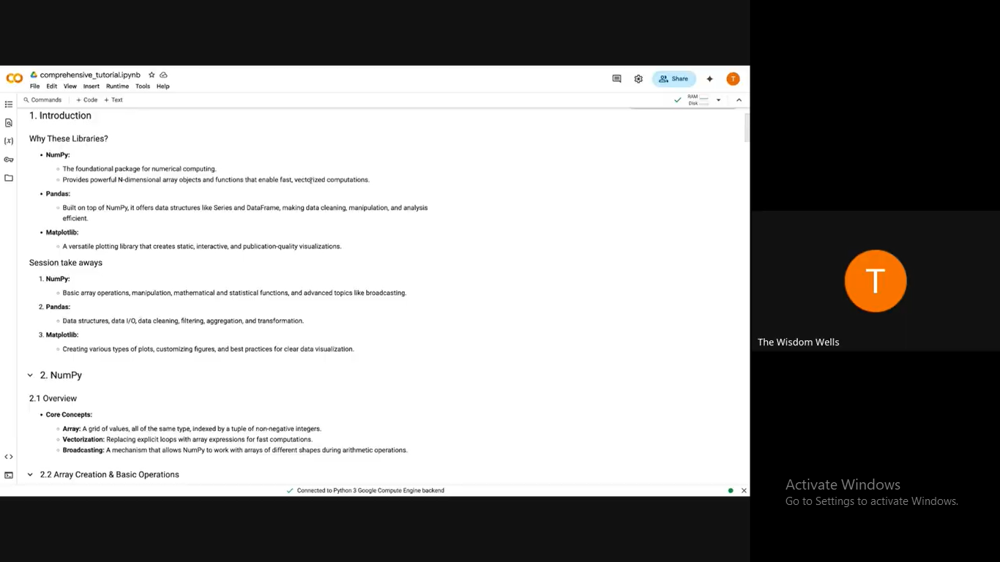 comprehensive_tutorial.ipynb
File Edit View Insert Runtime Tools Help
Share
T
Commands + Code + Text
RAM
Disk
1. Introduction
Why These Libraries?
• NumPy:
○ The foundational package for numerical computing.
○ Provides powerful N-dimensional array objects and functions that enable fast, vectorized computations.
• Pandas:
○ Built on top of NumPy, it offers data structures like Series and DataFrame, making data cleaning, manipulation, and analysis
efficient.
• Matplotlib:
○ A versatile plotting library that creates static, interactive, and publication-quality visualizations.
Session take aways
1. NumPy:
○ Basic array operations, manipulation, mathematical and statistical functions, and advanced topics like broadcasting.
2. Pandas:
○ Data structures, data I/O, data cleaning, filtering, aggregation, and transformation.
3. Matplotlib:
○ Creating various types of plots, customizing figures, and best practices for clear data visualization.
2. NumPy
2.1 Overview
• Core Concepts:
○ Array: A grid of values, all of the same type, indexed by a tuple of non-negative integers.
○ Vectorization: Replacing explicit loops with array expressions for fast computations.
○ Broadcasting: A mechanism that allows NumPy to work with arrays of different shapes during arithmetic operations.
2.2 Array Creation & Basic Operations
Connected to Python 3 Google Compute Engine backend
T
The Wisdom Wells
Activate Windows
Go to Settings to activate Windows.